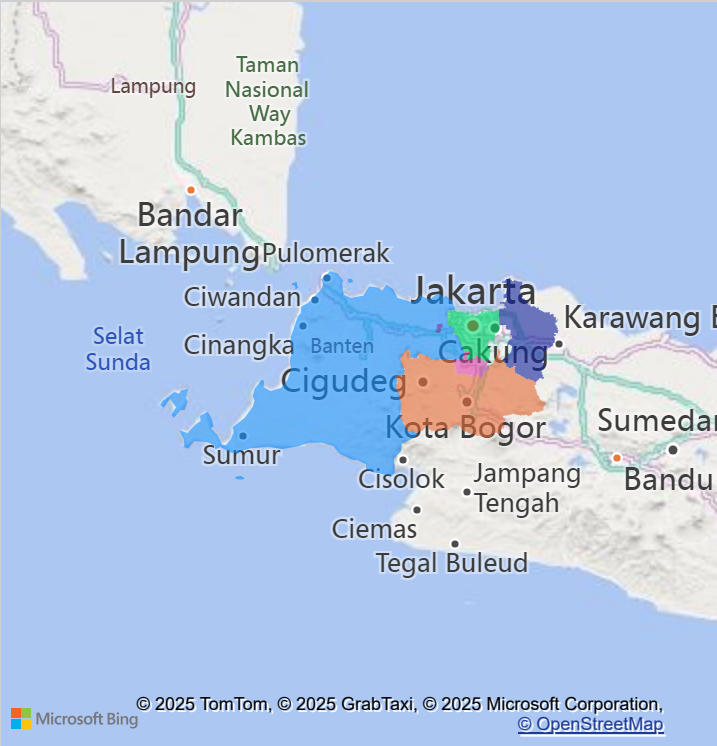 Taman
Nasional
Way
Kambas
Lampung
Bandar
Lampung
Pulomerak
Ciwandan
Jakarta
Karawang B
Selat
Sunda
Cinangka
Banten
Cakung
Cigudeg
Kota Bogor
Sumedan
Sumur
Cisolok
Jampang
Tengah
Bandu
Ciemas
Tegal Buleud
© 2025 TomTom, © 2025 GrabTaxi, © 2025 Microsoft Corporation,
Microsoft Bing
© OpenStreetMap